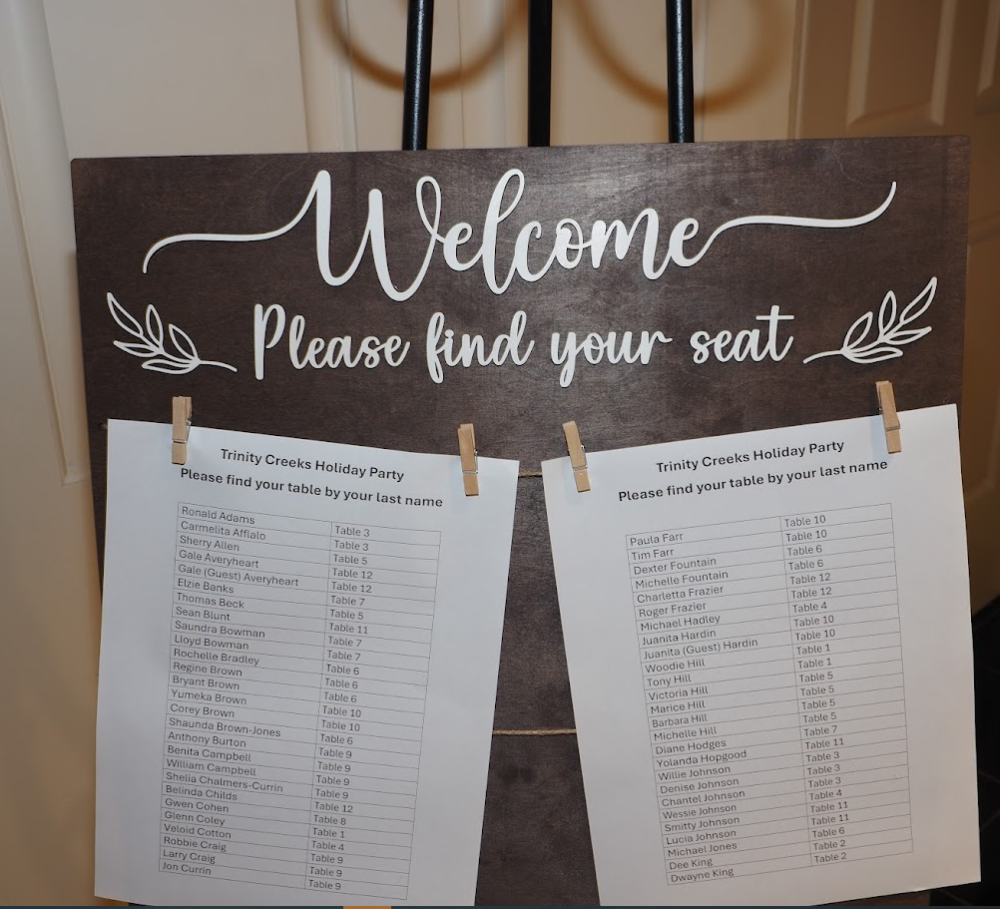 Welcome
Please find your seat
Trinity Creeks Holiday Party
Please find your table by your last name
Ronald Adams Table 3
Carmelita Afflalo Table 3
Sherry Allen Table 5
Gale Averyheart Table 12
Gale (Guest) Averyheart Table 12
Elzie Banks Table 7
Thomas Beck Table 5
Sean Blunt Table 11
Saundra Bowman Table 7
Lloyd Bowman Table 7
Rochelle Bradley Table 6
Regine Brown Table 6
Bryant Brown Table 6
Yumeka Brown Table 10
Corey Brown Table 10
Shaunda Brown-Jones Table 6
Anthony Burton Table 9
Benita Campbell Table 9
William Campbell Table 9
Shelia Chalmers-Currin Table 9
Belinda Childs Table 12
Gwen Cohen Table 8
Glenn Coley Table 1
Veloid Cotton Table 4
Robbie Craig Table 9
Larry Craig Table 9
Jon Currin Table 9
Trinity Creeks Holiday Party
Please find your table by your last name
Paula Farr Table 10
Tim Farr Table 10
Dexter Fountain Table 6
Michelle Fountain Table 6
Charletta Frazier Table 12
Roger Frazier Table 12
Michael Hadley Table 4
Juanita Hardin Table 10
Juanita (Guest) Hardin Table 10
Woodie Hill Table 1
Tony Hill Table 1
Victoria Hill Table 5
Marice Hill Table 5
Barbara Hill Table 5
Michelle Hill Table 5
Diane Hodges Table 7
Yolanda Hopgood Table 11
Willie Johnson Table 3
Denise Johnson Table 3
Chantel Johnson Table 3
Wessie Johnson Table 4
Smitty Johnson Table 11
Lucia Johnson Table 11
Michael Jones Table 6
Dee King Table 2
Dwayne King Table 2